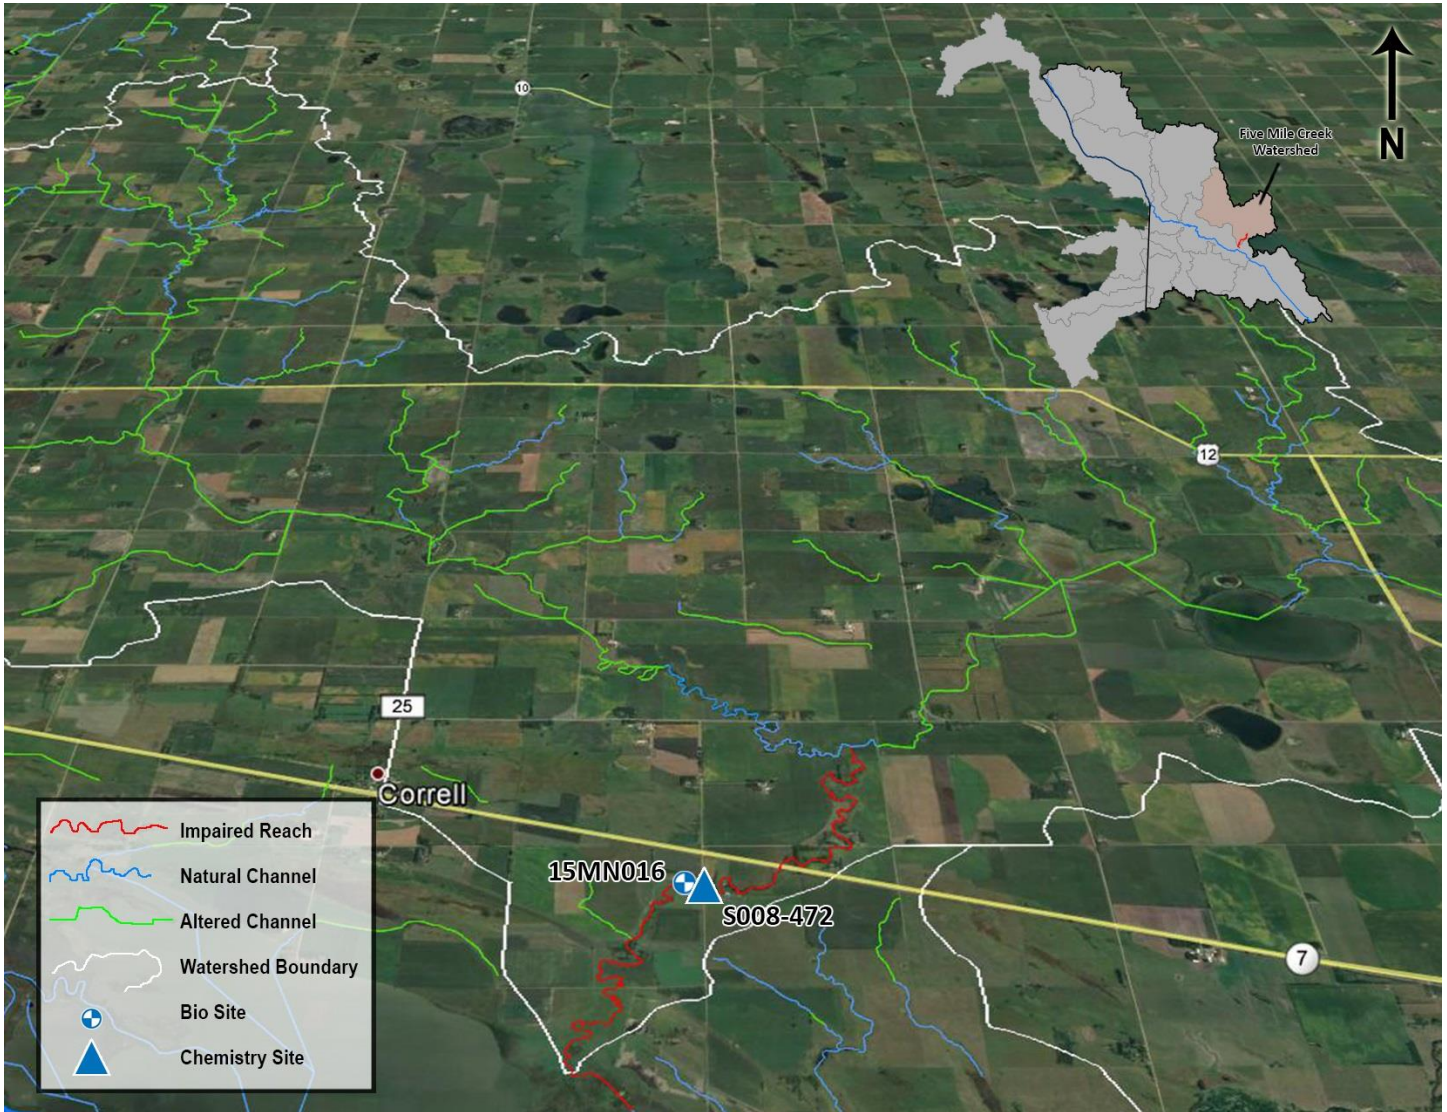 10
Five Mile Creek
Watershed
N
12
25
Correll
15MN016
S008-472
7
Impaired Reach
Natural Channel
Altered Channel
Watershed Boundary
Bio Site
Chemistry Site